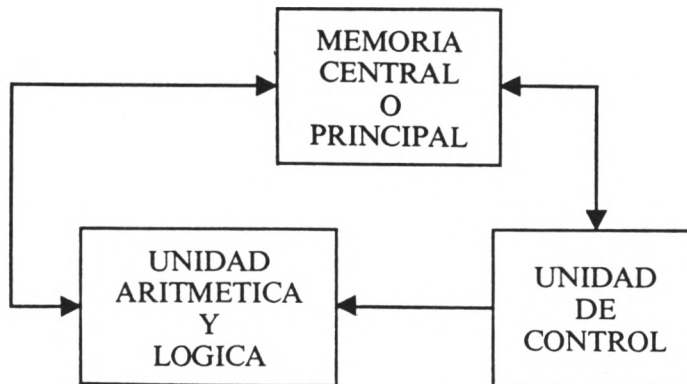 MEMORIA
CENTRAL
O
PRINCIPAL
UNIDAD
ARITMETICA
Y
LOGICA
UNIDAD
DE
CONTROL